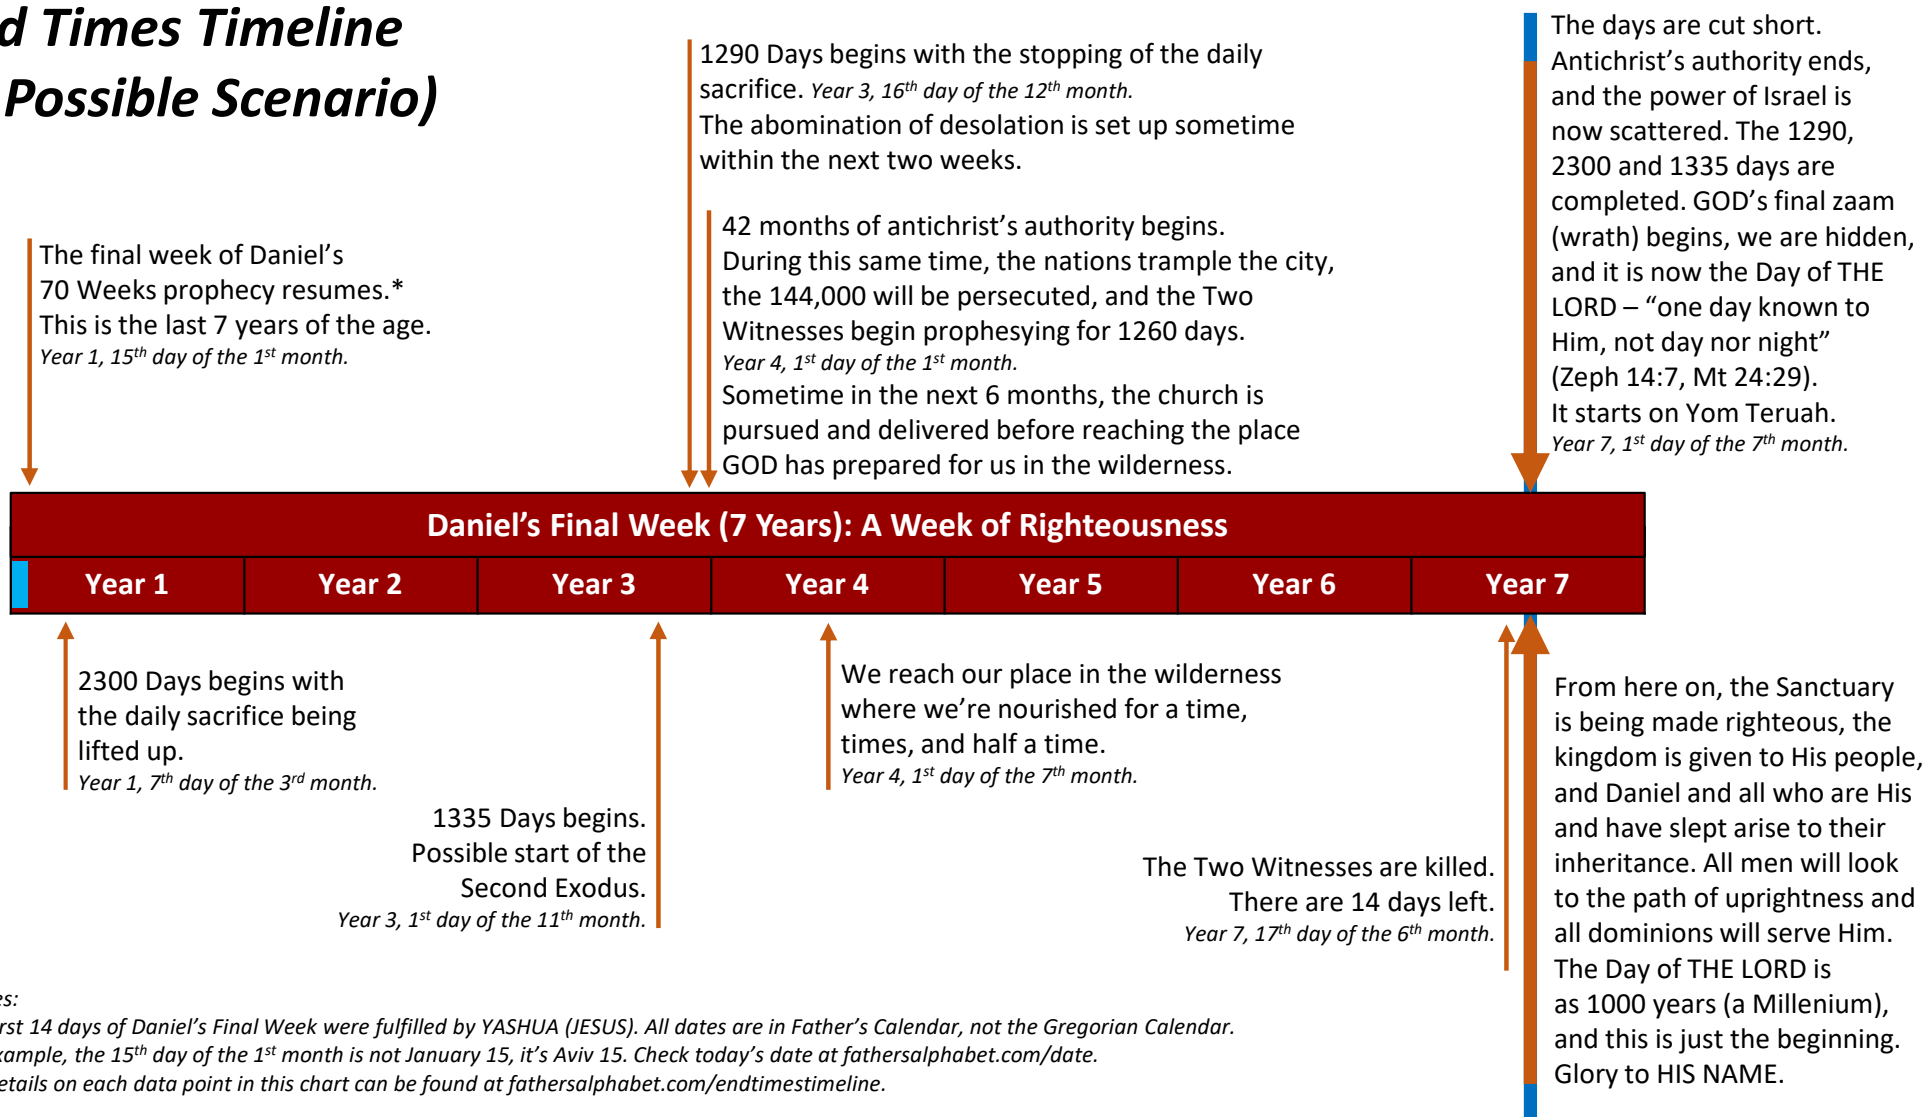 d Times Timeline
Possible Scenario)
1290 Days begins with the stopping of the daily
sacrifice. Year 3, 16th day of the 12th month.
The abomination of desolation is set up sometime
within the next two weeks.
The days are cut short.
Antichrist’s authority ends,
and the power of Israel is
now scattered. The 1290,
2300 and 1335 days are
completed. GOD’s final zaam
(wrath) begins, we are hidden,
and it is now the Day of THE
LORD – “one day known to
Him, not day nor night”
(Zeph 14:7, Mt 24:29).
It starts on Yom Teruah.
Year 7, 1st day of the 7th month.
The final week of Daniel’s
70 Weeks prophecy resumes.*
This is the last 7 years of the age.
Year 1, 15th day of the 1st month.
42 months of antichrist’s authority begins.
During this same time, the nations trample the city,
the 144,000 will be persecuted, and the Two
Witnesses begin prophesying for 1260 days.
Year 4, 1st day of the 1st month.
Sometime in the next 6 months, the church is
pursued and delivered before reaching the place
GOD has prepared for us in the wilderness.
Daniel’s Final Week (7 Years): A Week of Righteousness
Year 1 Year 2 Year 3 Year 4 Year 5 Year 6 Year 7
2300 Days begins with
the daily sacrifice being
lifted up.
Year 1, 7th day of the 3rd month.
1335 Days begins.
Possible start of the
Second Exodus.
Year 3, 1st day of the 11th month.
We reach our place in the wilderness
where we’re nourished for a time,
times, and half a time.
Year 4, 1st day of the 7th month.
The Two Witnesses are killed.
There are 14 days left.
Year 7, 17th day of the 6th month.
From here on, the Sanctuary
is being made righteous, the
kingdom is given to His people,
and Daniel and all who are His
and have slept arise to their
inheritance. All men will look
to the path of uprightness and
all dominions will serve Him.
The Day of THE LORD is
as 1000 years (a Millenium),
and this is just the beginning.
Glory to HIS NAME.
es:
rst 14 days of Daniel’s Final Week were fulfilled by YASHUA (JESUS). All dates are in Father’s Calendar, not the Gregorian Calendar.
xample, the 15th day of the 1st month is not January 15, it’s Aviv 15. Check today’s date at fathersalphabet.com/date.
etails on each data point in this chart can be found at fathersalphabet.com/endtimestimeline.